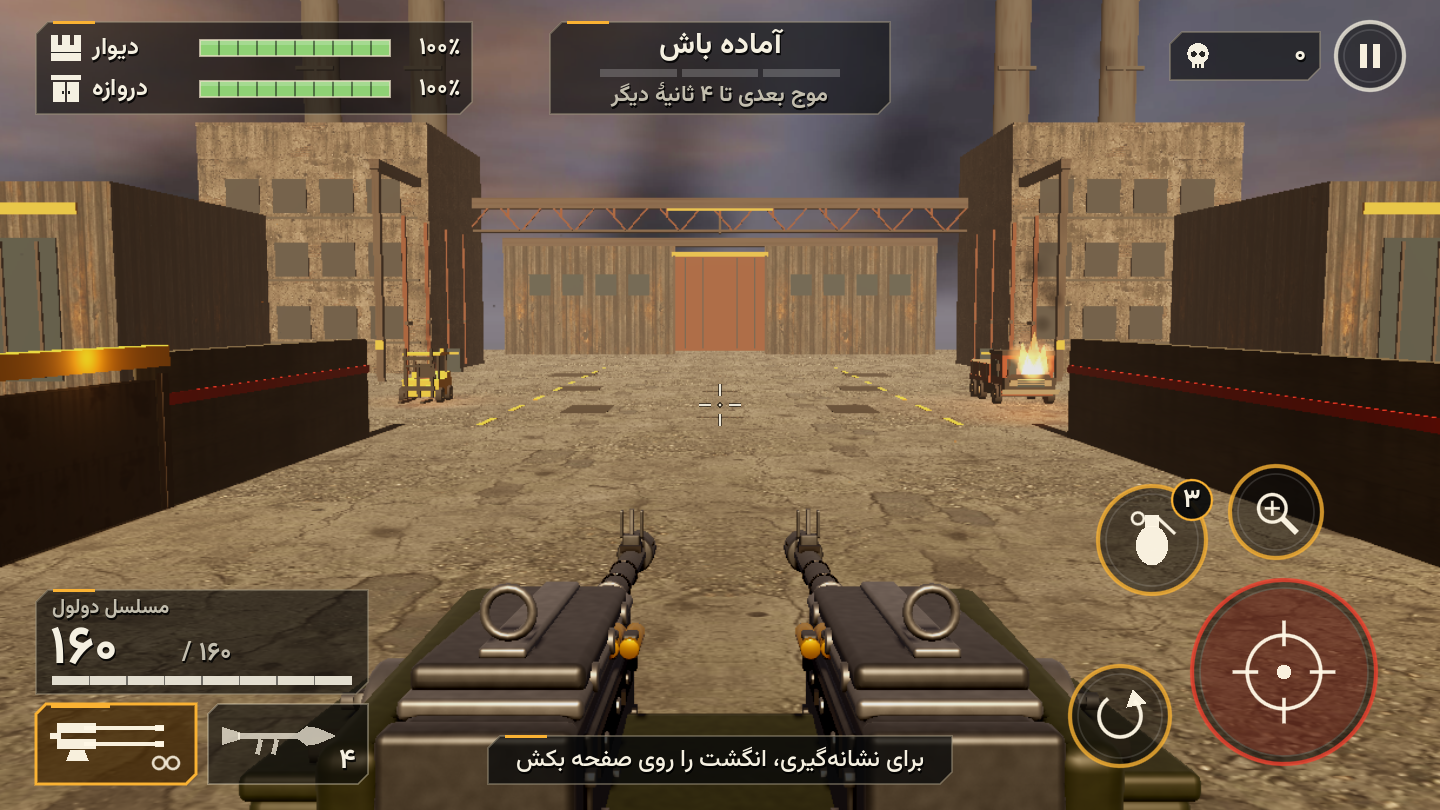 دیوار ۱۰۰٪
دروازه ۱۰۰٪
آماده باش
موج بعدی تا ۴ ثانیهٔ دیگر
۰
۳
مسلسل دولول
۱۶۰ / ۱۶۰
∞
۴
برای نشانه‌گیری، انگشت را روی صفحه بکش